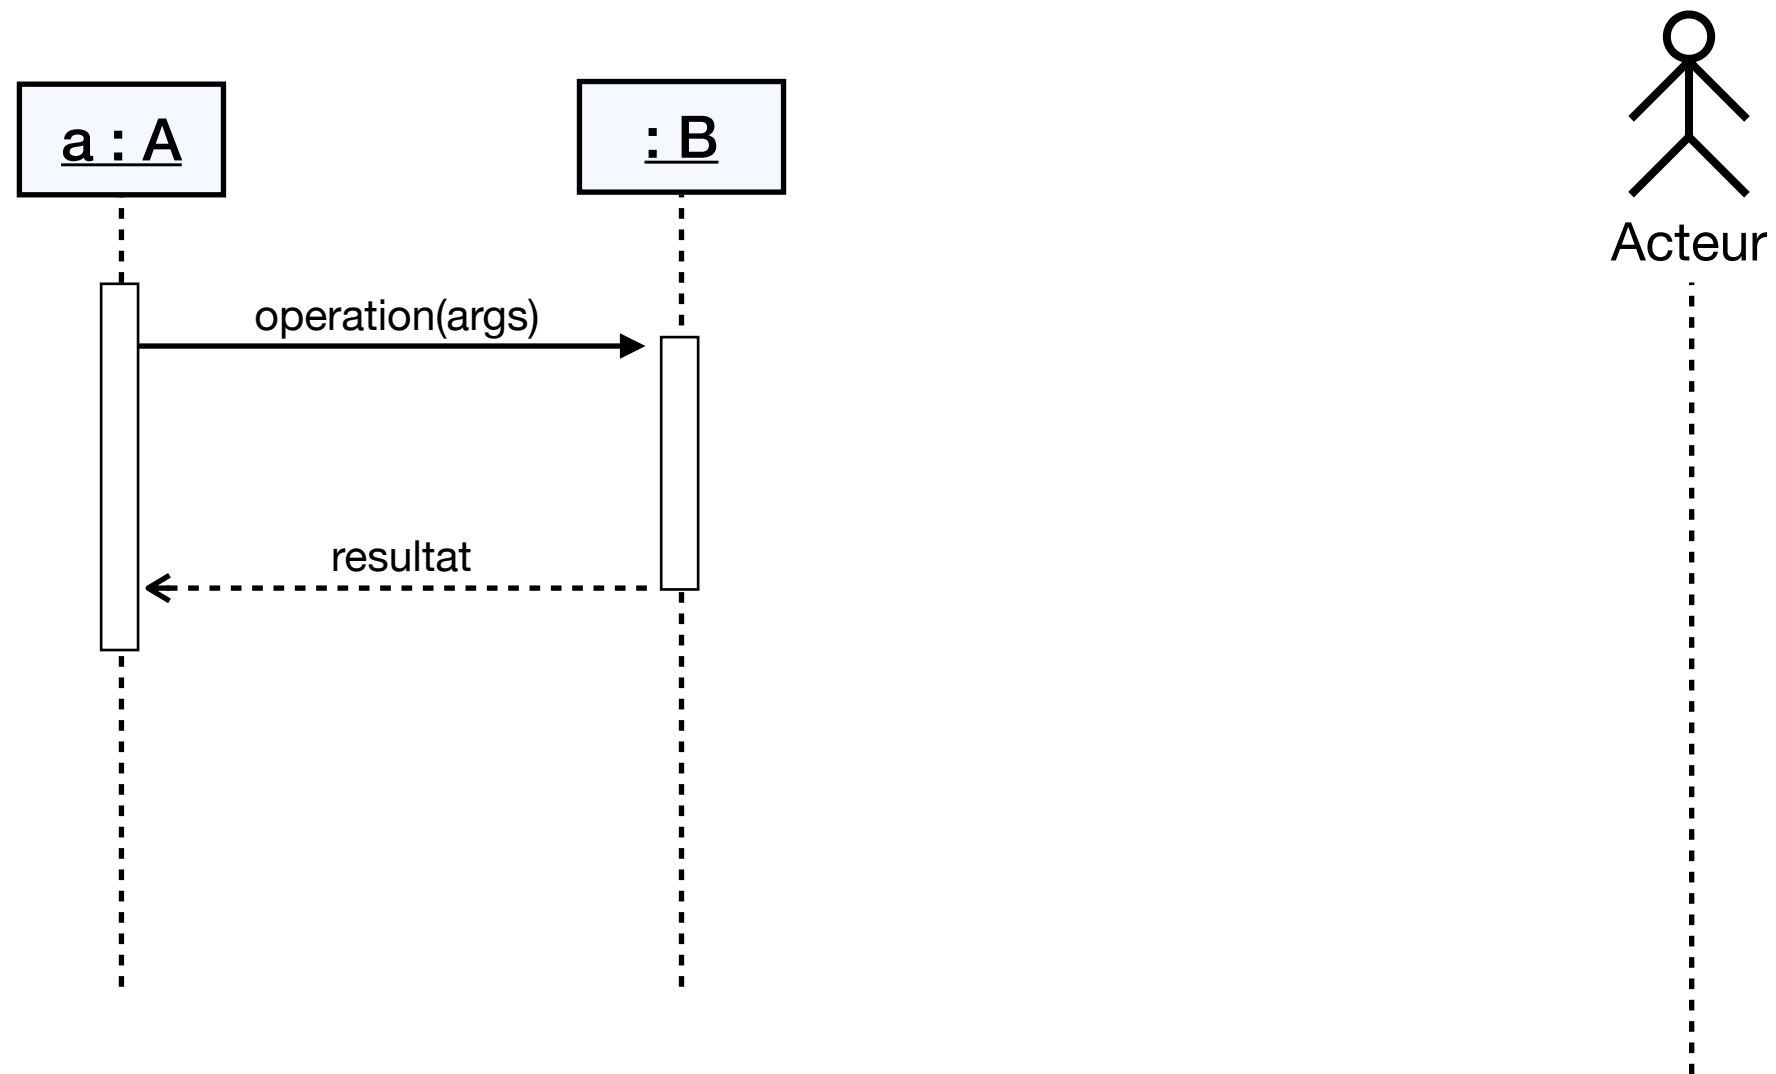 a : A
: B
Acteur
operation(args)
resultat